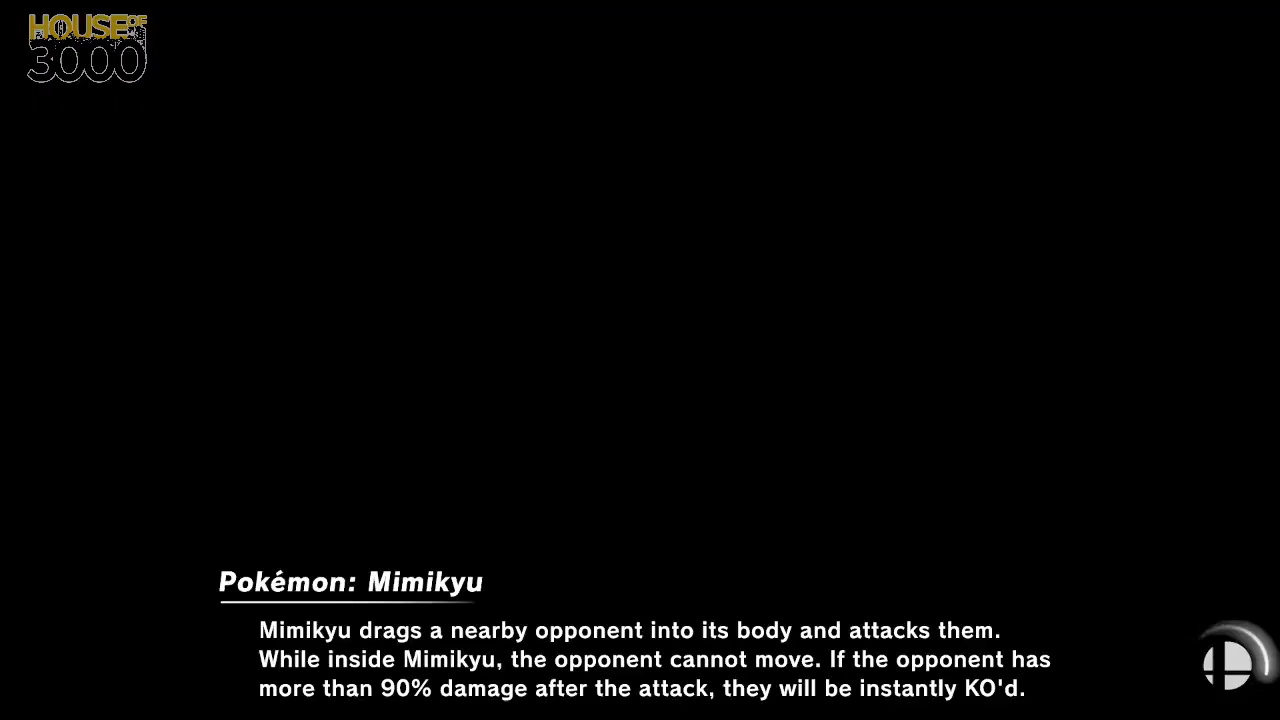 HOUSE OF
3000
Pokémon: Mimikyu
Mimikyu drags a nearby opponent into its body and attacks them.
While inside Mimikyu, the opponent cannot move. If the opponent has
more than 90% damage after the attack, they will be instantly KO'd.